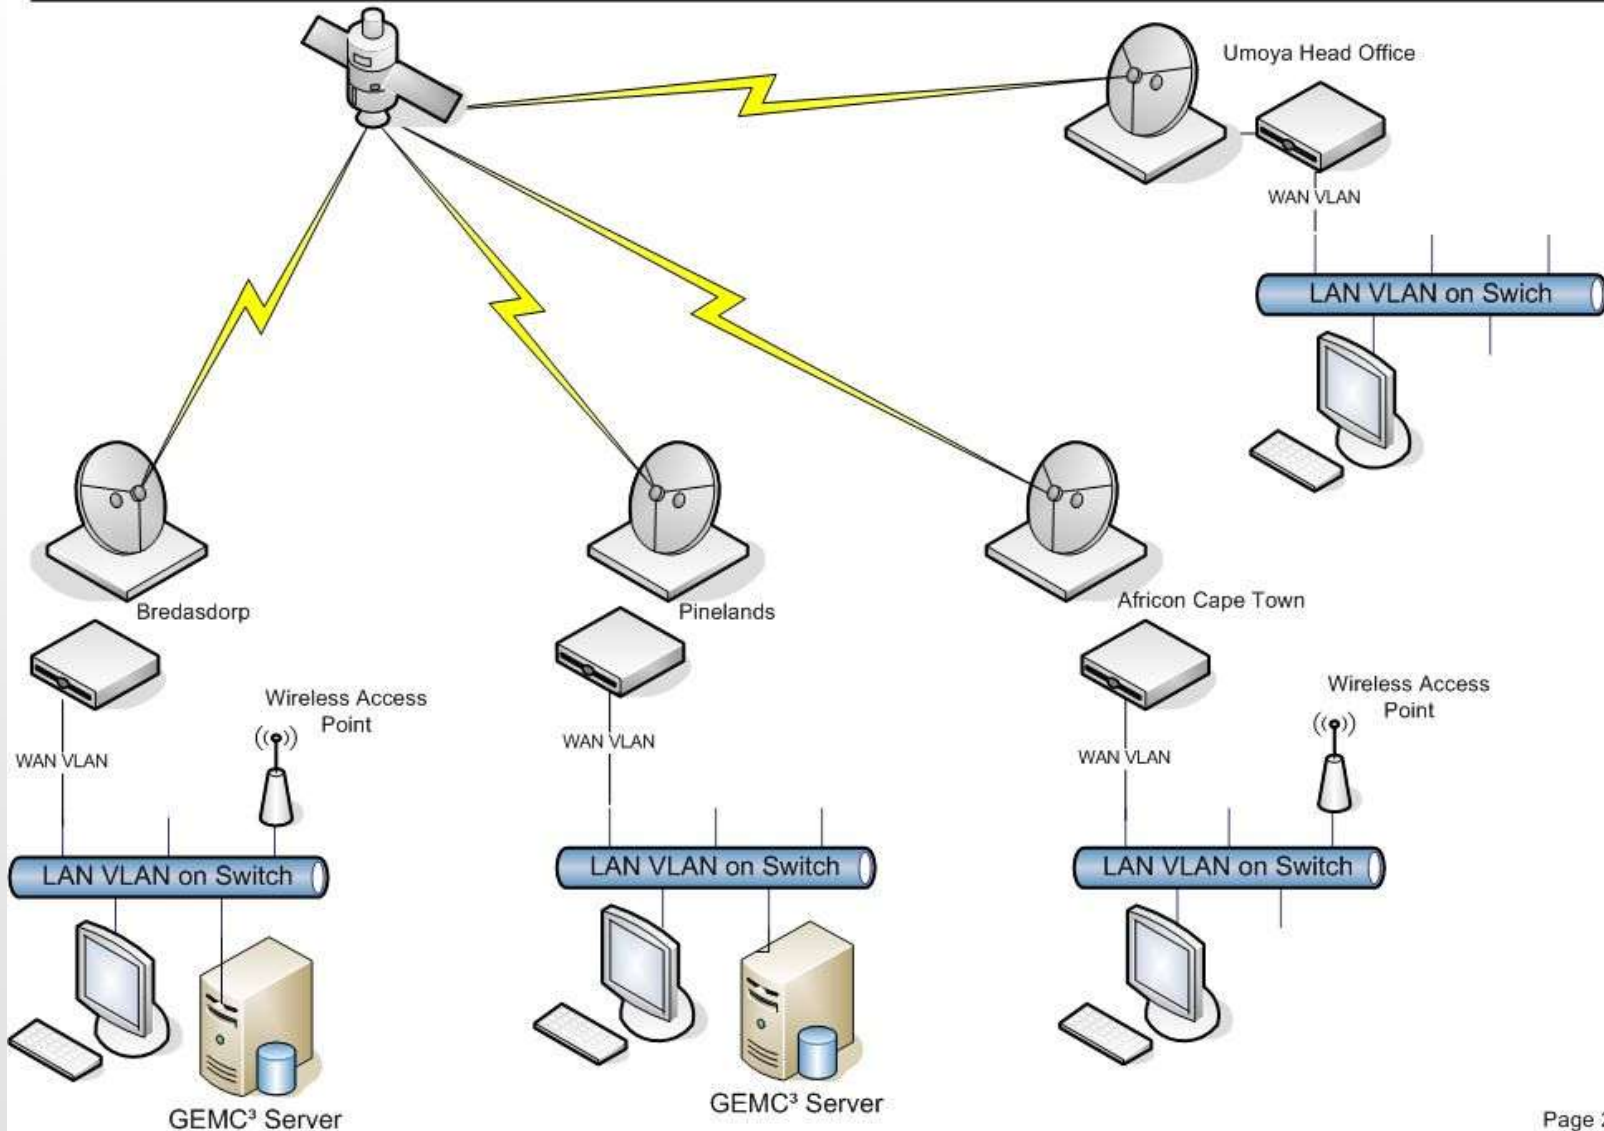 Umoya Head Office
WAN VLAN
LAN VLAN on Swich
Bredasdorp
Pinelands
Africon Cape Town
Wireless Access
Point
WAN VLAN
WAN VLAN
Wireless Access
Point
WAN VLAN
LAN VLAN on Switch
LAN VLAN on Switch
LAN VLAN on Switch
GEMC³ Server
GEMC³ Server
Page